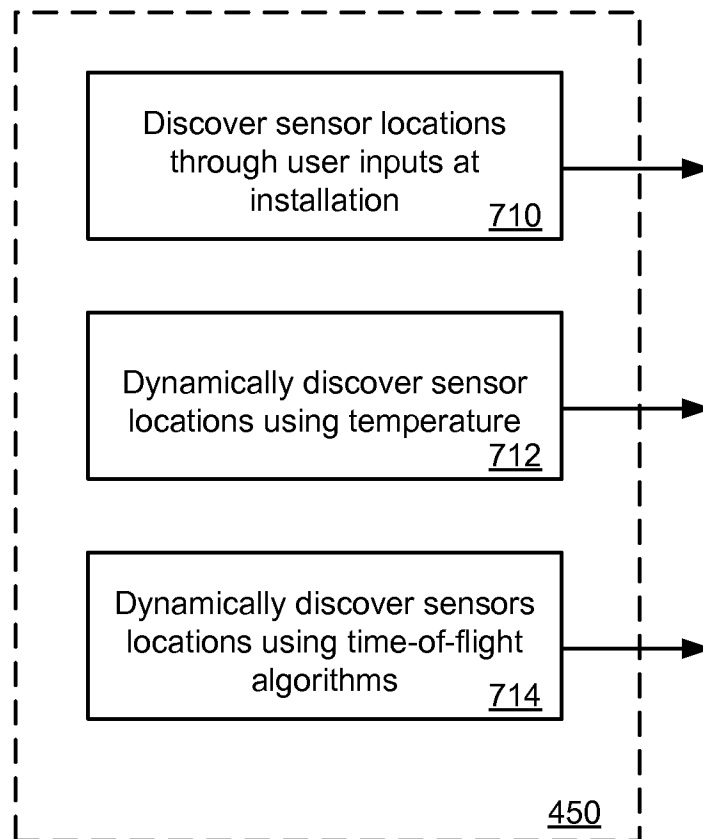 Discover sensor locations
through user inputs at
installation
710
Dynamically discover sensor
locations using temperature
712
Dynamically discover sensors
locations using time-of-flight
algorithms
714
450